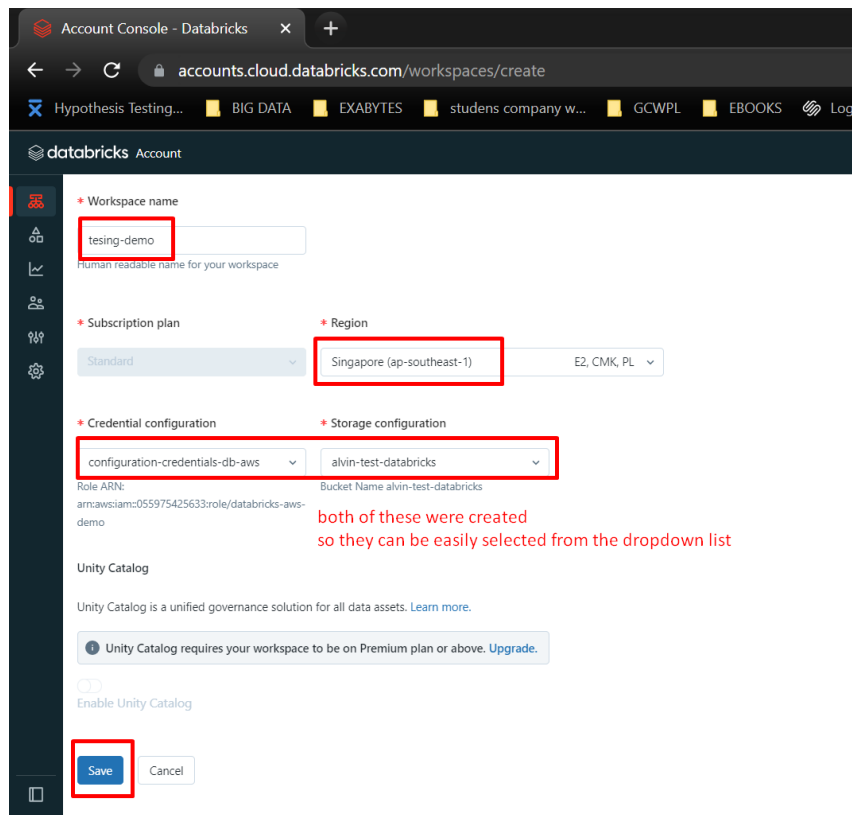 Account Console - Databricks
accounts.cloud.databricks.com/workspaces/create
Hypothesis Testing... BIG DATA EXABYTES studens company w... GCWPL EBOOKS Log
databricks Account
* Workspace name
tesing-demo
Human readable name for your workspace
* Subscription plan * Region
Standard Singapore (ap-southeast-1) E2, CMK, PL
* Credential configuration * Storage configuration
configuration-credentials-db-aws alvin-test-databricks
Role ARN: Bucket Name alvin-test-databricks
arn:aws:iam::055975425633:role/databricks-aws-
demo
both of these were created
so they can be easily selected from the dropdown list
Unity Catalog
Unity Catalog is a unified governance solution for all data assets. Learn more.
Unity Catalog requires your workspace to be on Premium plan or above. Upgrade.
Enable Unity Catalog
Save Cancel